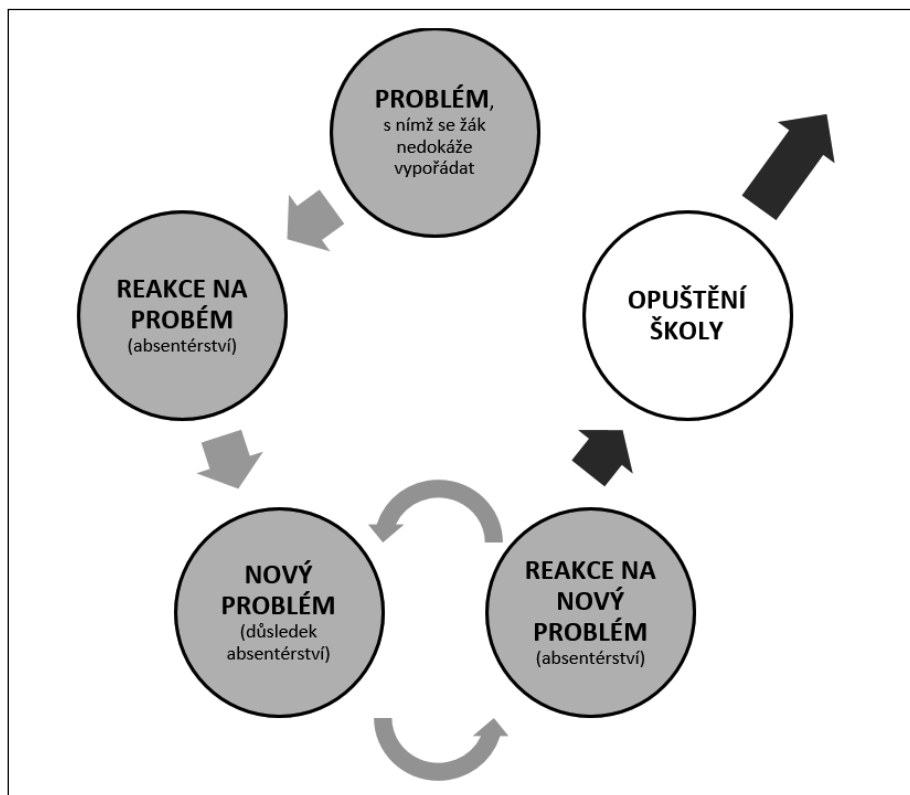 PROBLÉM,
s nímž se žák
nedokáže
vypořádat
REAKCE NA
PROBÉM
(absentérství)
OPUŠTĚNÍ
ŠKOLY
NOVÝ
PROBLÉM
(důsledek
absentérství)
REAKCE NA
NOVÝ
PROBLÉM
(absentérství)